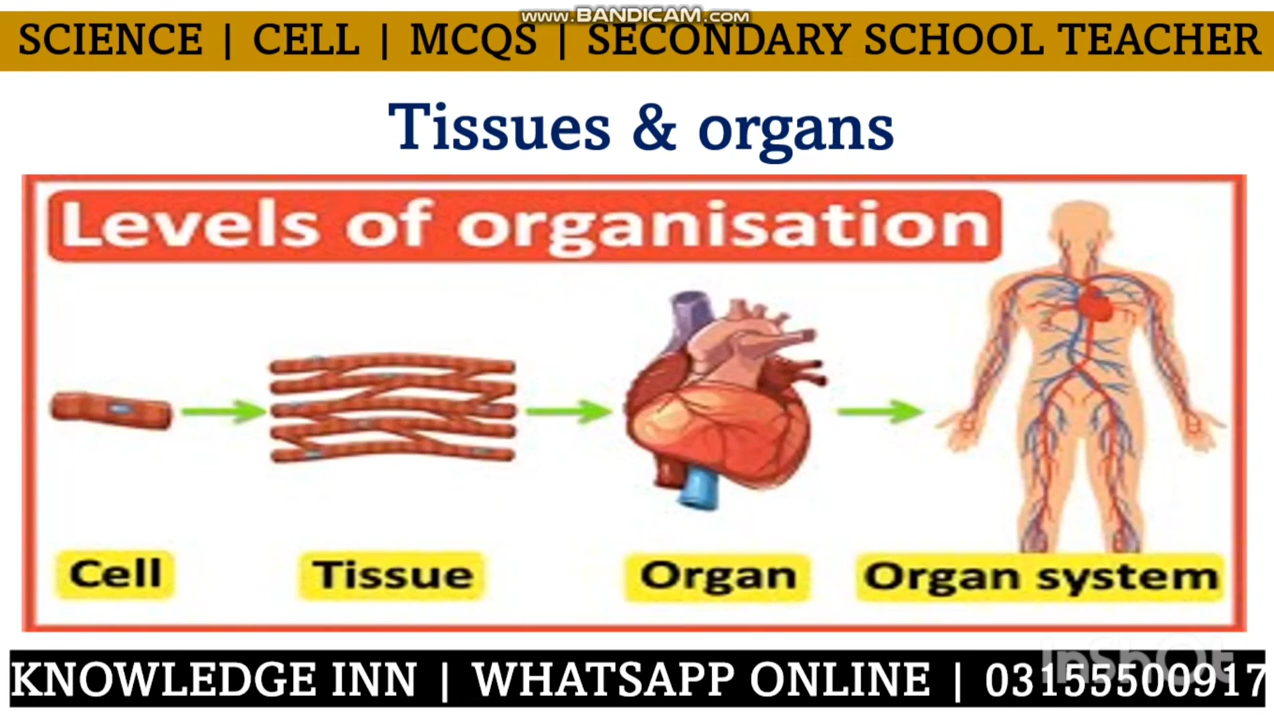 www.BANDICAM.com
SCIENCE | CELL | MCQS | SECONDARY SCHOOL TEACHER
Tissues & organs
Levels of organisation
Cell Tissue Organ Organ system
InShOt
KNOWLEDGE INN | WHATSAPP ONLINE | 03155500917